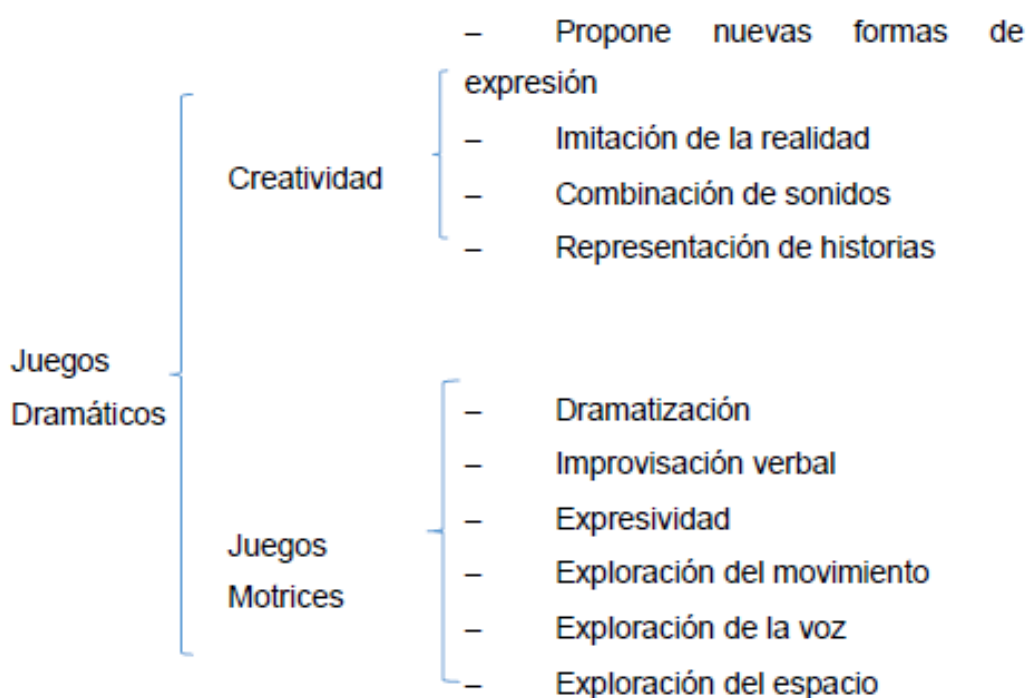 – Propone nuevas formas de
expresión
– Imitación de la realidad
Creatividad
– Combinación de sonidos
– Representación de historias
Juegos
Dramáticos
– Dramatización
– Improvisación verbal
– Expresividad
Juegos
Motrices
– Exploración del movimiento
– Exploración de la voz
– Exploración del espacio